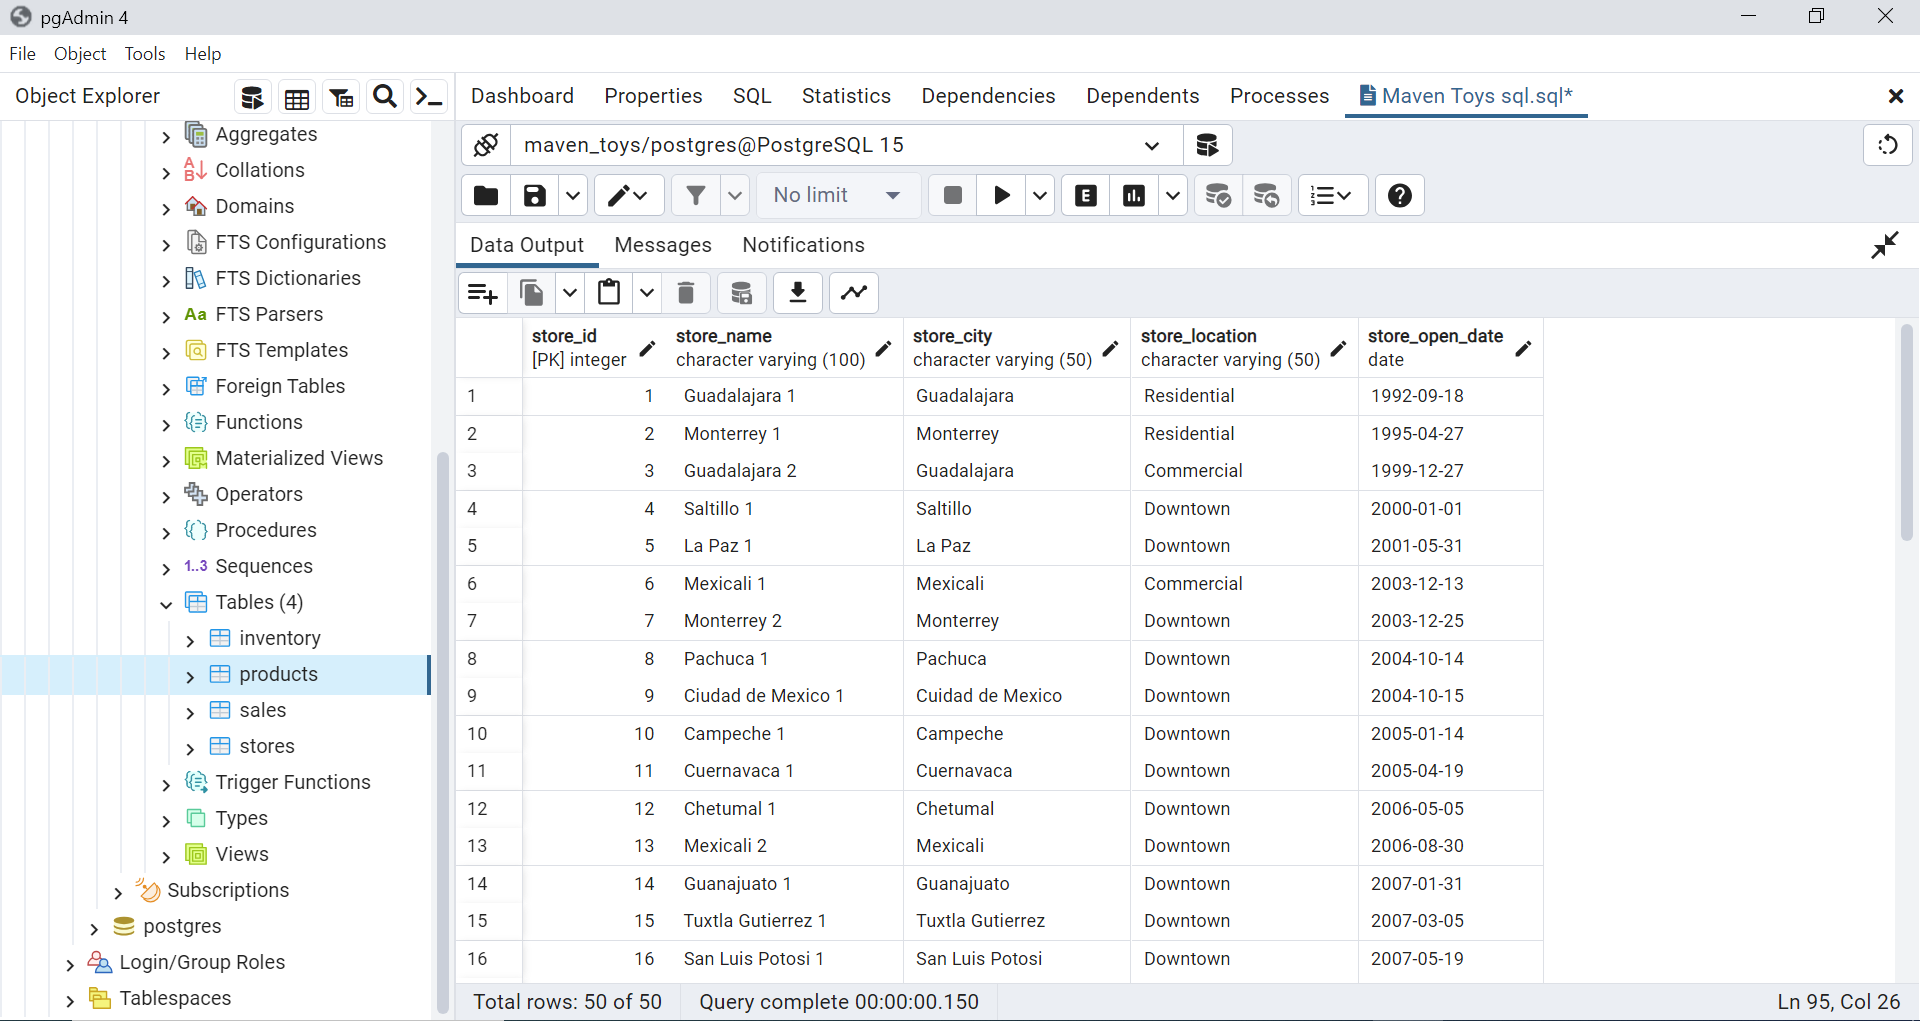 pgAdmin 4
File Object Tools Help
Object Explorer
Dashboard Properties SQL Statistics Dependencies Dependents Processes Maven Toys sql.sql*
Aggregates
Collations
Domains
FTS Configurations
FTS Dictionaries
Aa FTS Parsers
FTS Templates
Foreign Tables
Functions
Materialized Views
Operators
Procedures
1..3 Sequences
Tables (4)
inventory
products
sales
stores
Trigger Functions
Types
Views
Subscriptions
postgres
Login/Group Roles
Tablespaces
maven_toys/postgres@PostgreSQL 15
No limit E
Data Output Messages Notifications
store_id store_name store_city store_location store_open_date
[PK] integer character varying (100) character varying (50) character varying (50) date
1 1 Guadalajara 1 Guadalajara Residential 1992-09-18
2 2 Monterrey 1 Monterrey Residential 1995-04-27
3 3 Guadalajara 2 Guadalajara Commercial 1999-12-27
4 4 Saltillo 1 Saltillo Downtown 2000-01-01
5 5 La Paz 1 La Paz Downtown 2001-05-31
6 6 Mexicali 1 Mexicali Commercial 2003-12-13
7 7 Monterrey 2 Monterrey Downtown 2003-12-25
8 8 Pachuca 1 Pachuca Downtown 2004-10-14
9 9 Ciudad de Mexico 1 Cuidad de Mexico Downtown 2004-10-15
10 10 Campeche 1 Campeche Downtown 2005-01-14
11 11 Cuernavaca 1 Cuernavaca Downtown 2005-04-19
12 12 Chetumal 1 Chetumal Downtown 2006-05-05
13 13 Mexicali 2 Mexicali Downtown 2006-08-30
14 14 Guanajuato 1 Guanajuato Downtown 2007-01-31
15 15 Tuxtla Gutierrez 1 Tuxtla Gutierrez Downtown 2007-03-05
16 16 San Luis Potosi 1 San Luis Potosi Downtown 2007-05-19
Total rows: 50 of 50 Query complete 00:00:00.150 Ln 95, Col 26